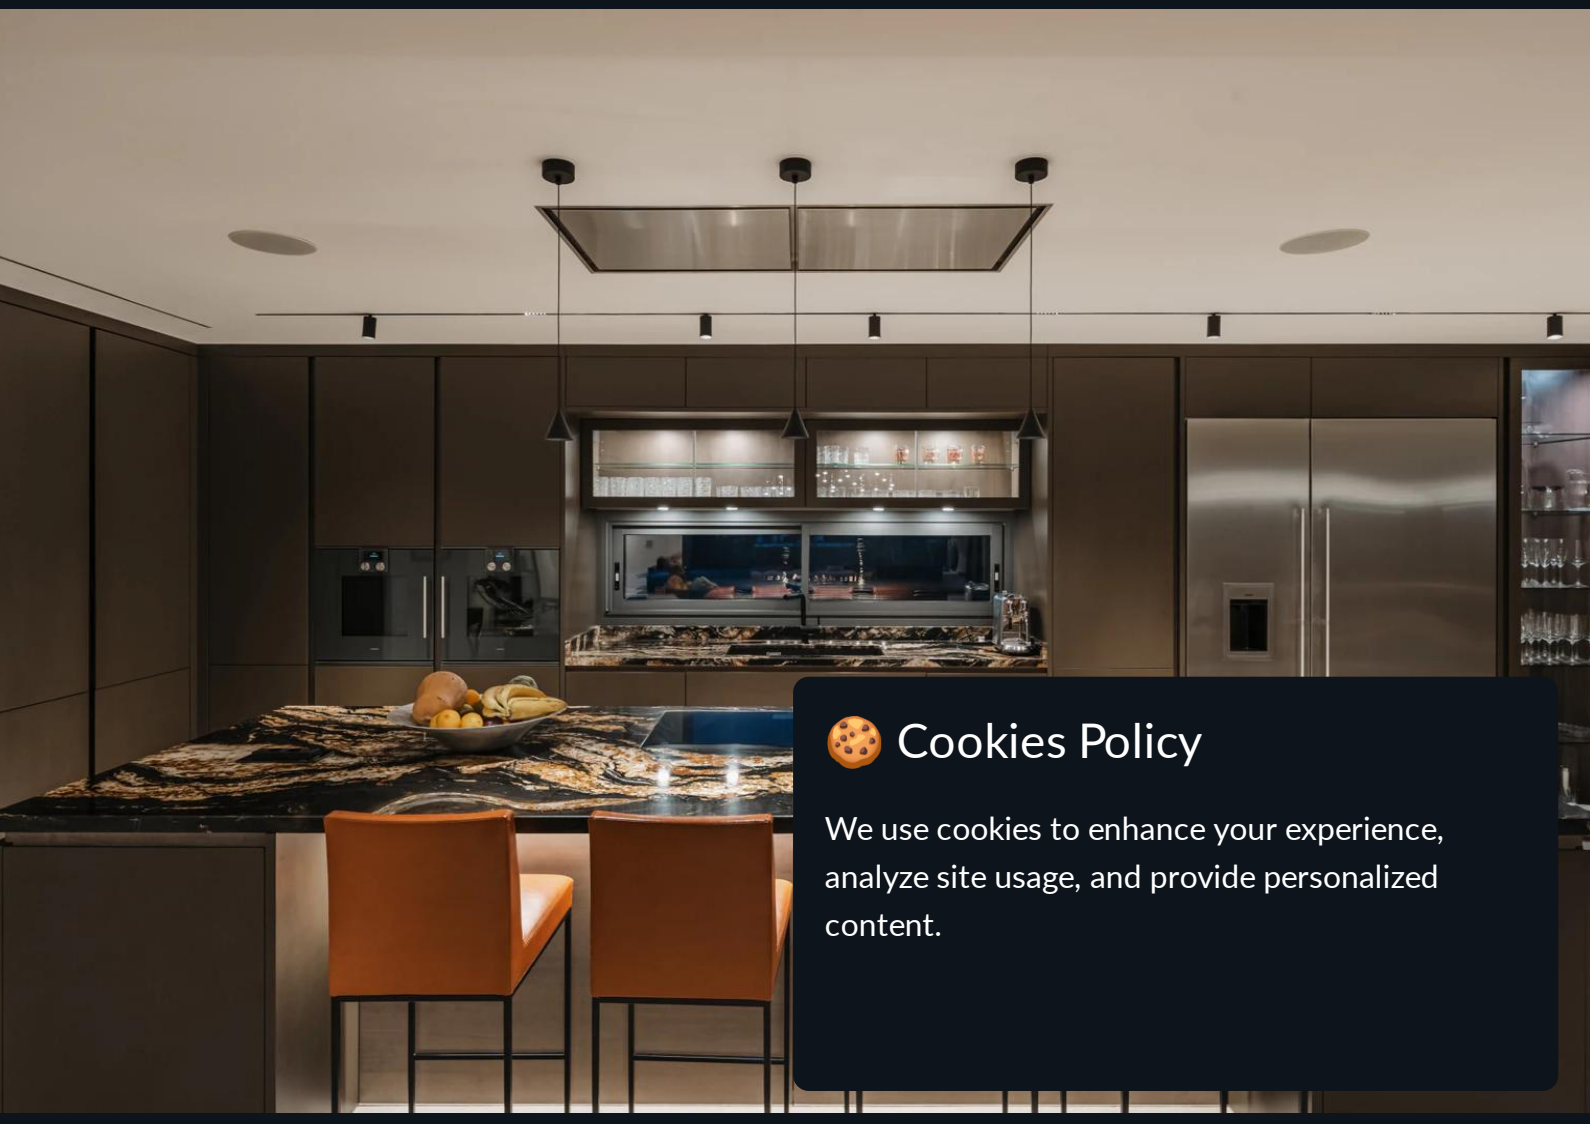 🍪 Cookies Policy
We use cookies to enhance your experience,
analyze site usage, and provide personalized
content.